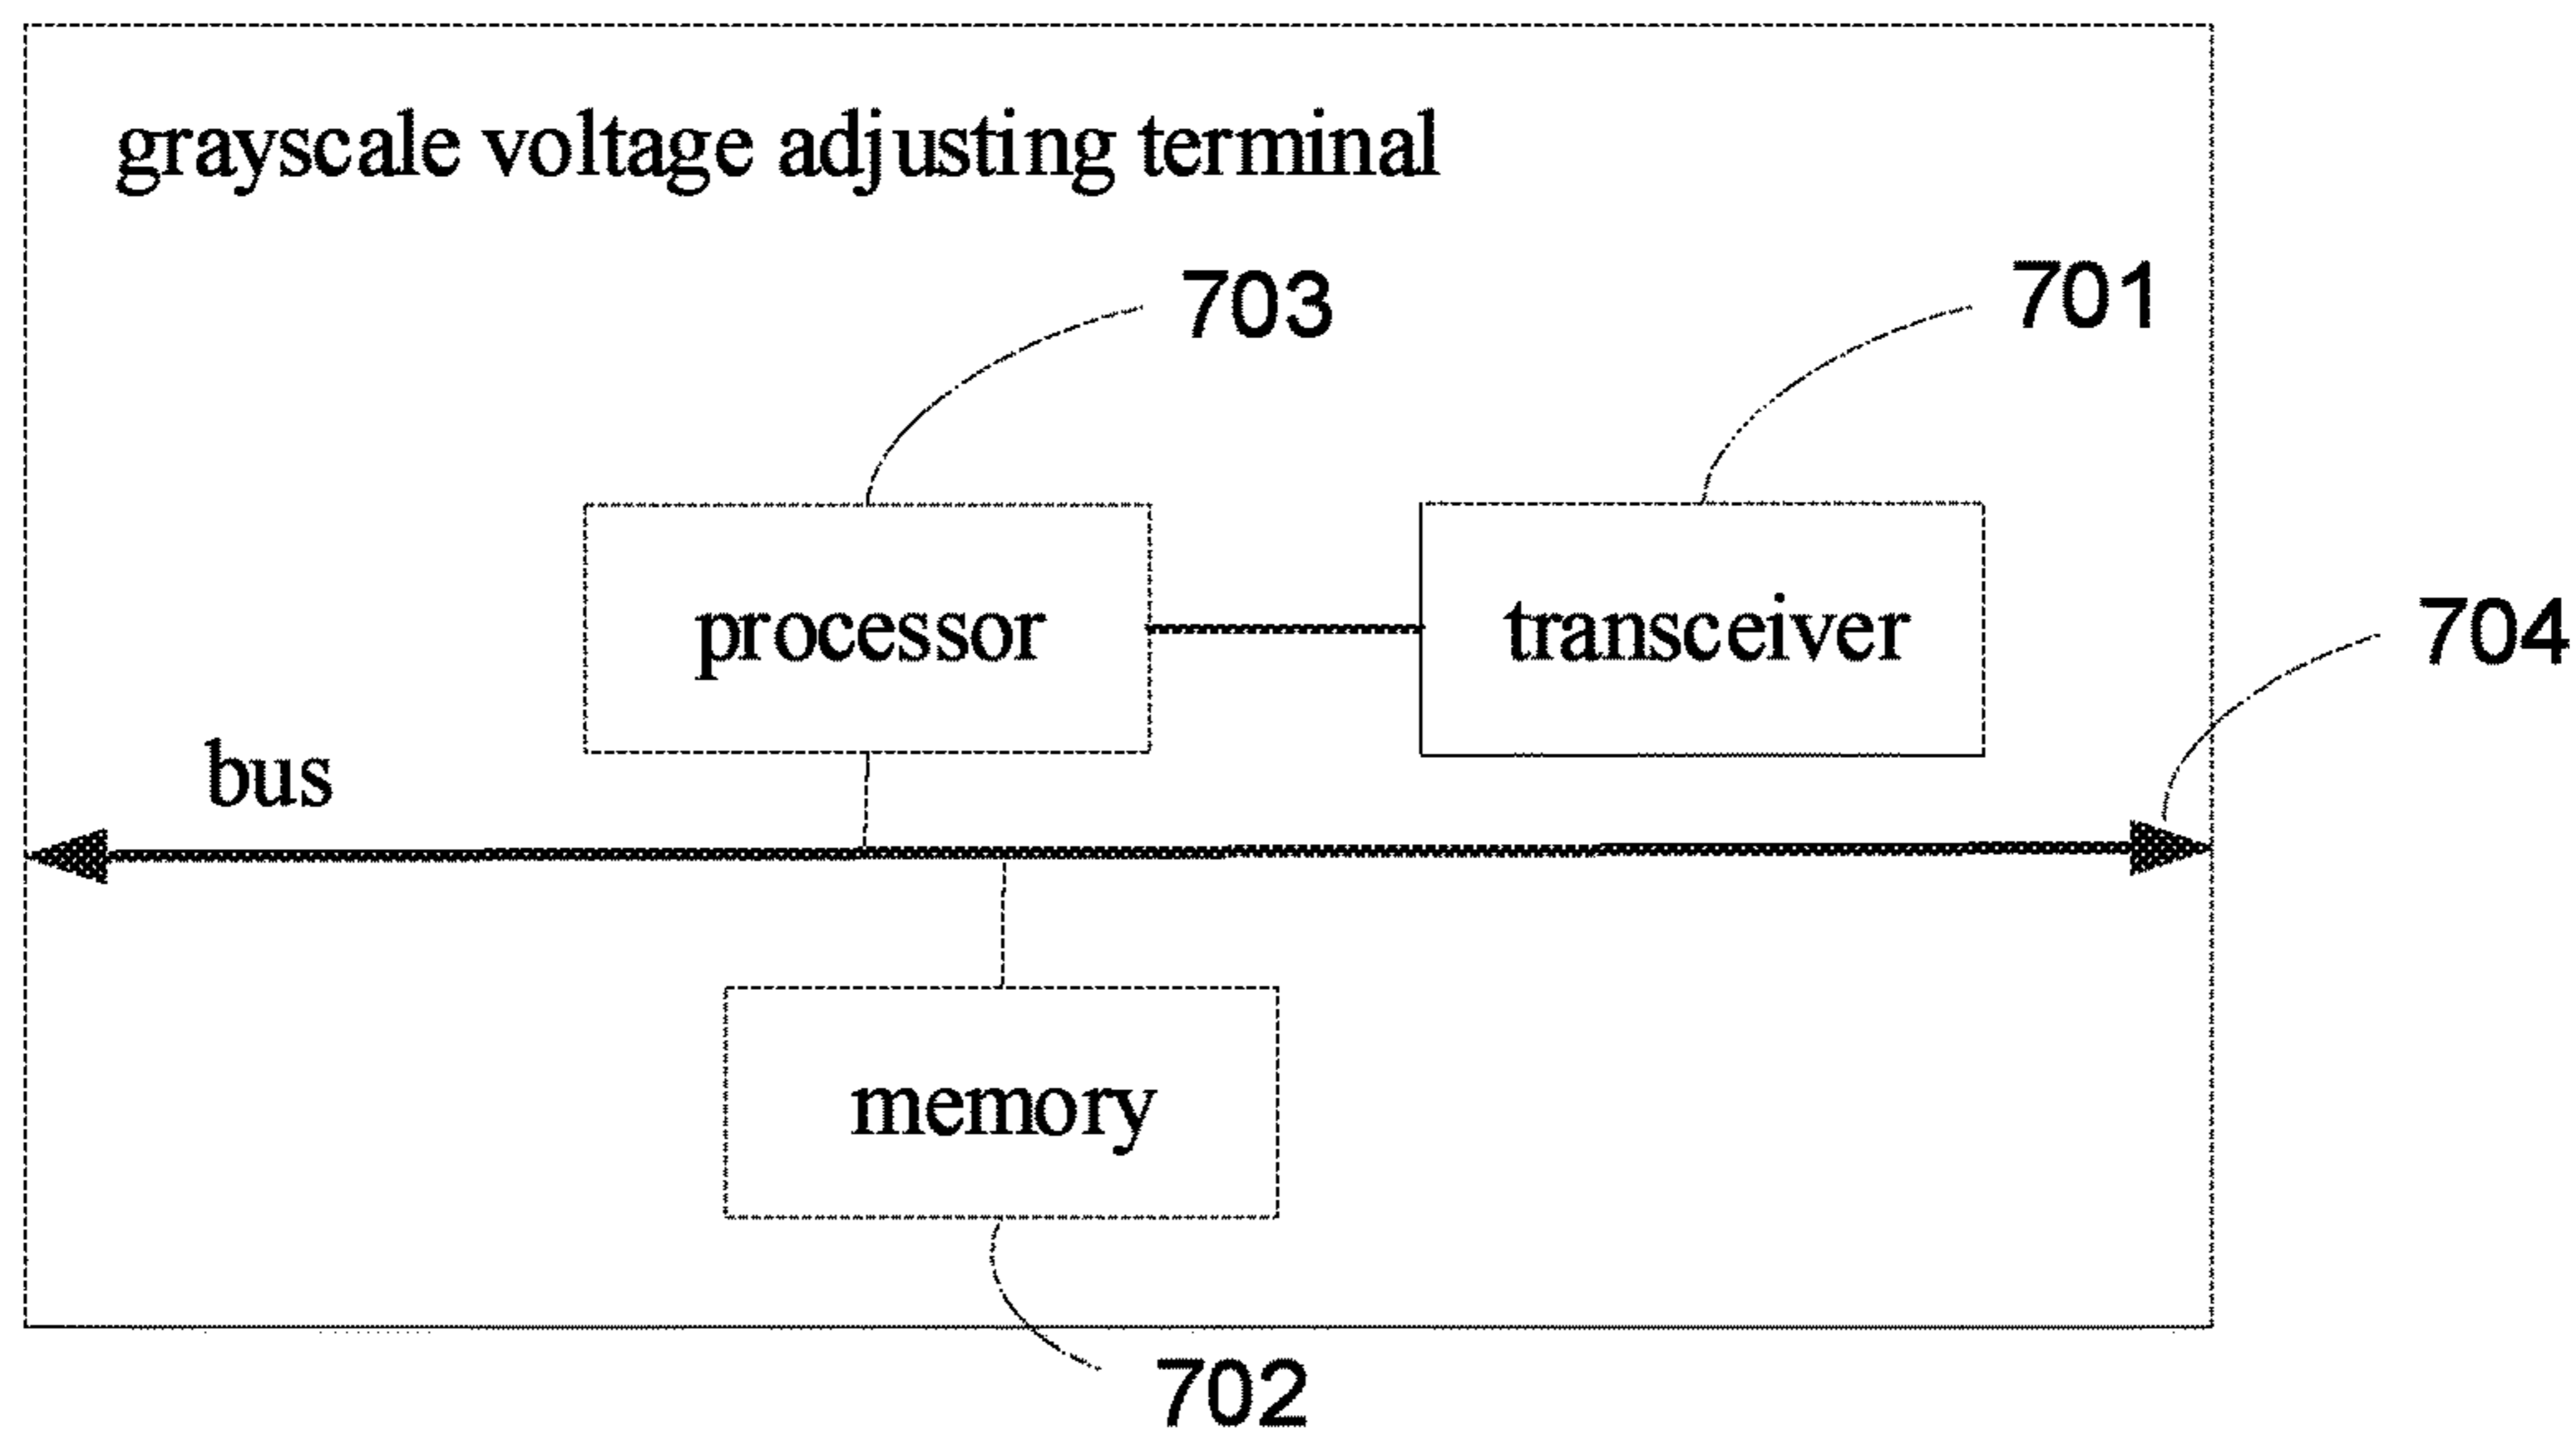 grayscale voltage adjusting terminal
703
701
processor
transceiver
704
bus
memory
702